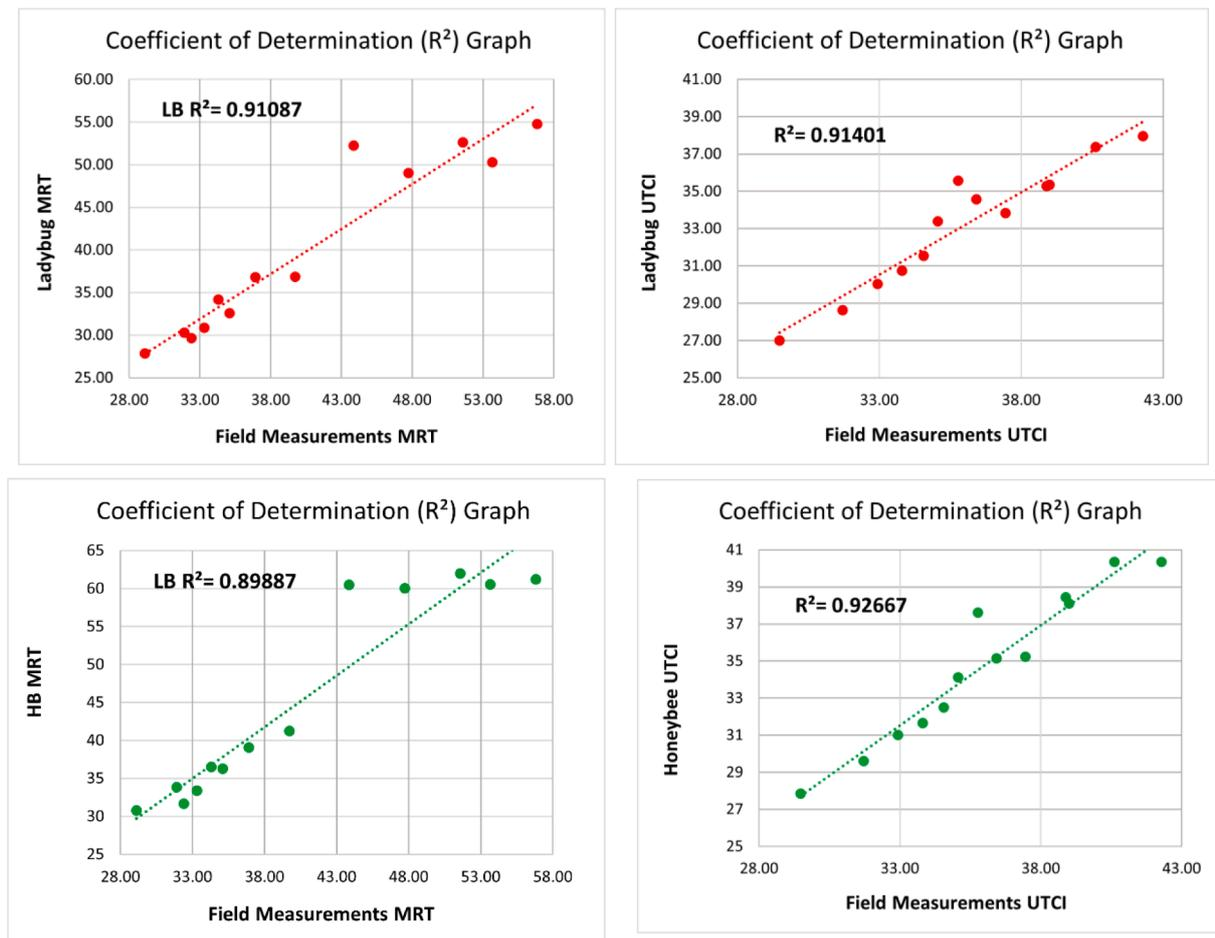 Coefficient of Determination (R²) Graph
LB R²= 0.91087
Ladybug MRT
60.00
55.00
50.00
45.00
40.00
35.00
30.00
25.00
28.00 33.00 38.00 43.00 48.00 53.00 58.00
Field Measurements MRT
Coefficient of Determination (R²) Graph
R²= 0.91401
Ladybug UTCI
41.00
39.00
37.00
35.00
33.00
31.00
29.00
27.00
25.00
28.00 33.00 38.00 43.00
Field Measurements UTCI
Coefficient of Determination (R²) Graph
LB R²= 0.89887
HB MRT
65
60
55
50
45
40
35
30
25
28.00 33.00 38.00 43.00 48.00 53.00 58.00
Field Measurements MRT
Coefficient of Determination (R²) Graph
R²= 0.92667
Honeybee UTCI
41
39
37
35
33
31
29
27
25
28.00 33.00 38.00 43.00
Field Measurements UTCI